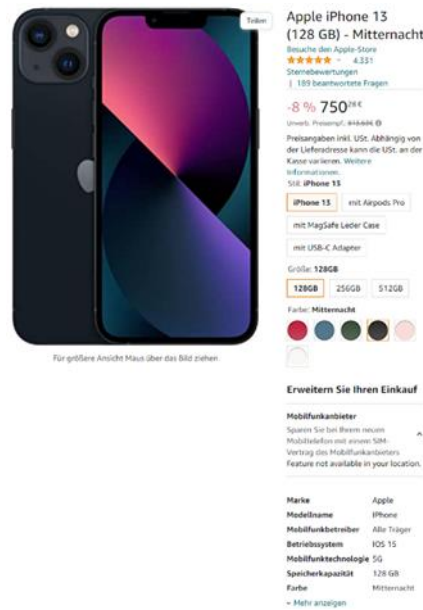 Teilen
Für größere Ansicht Maus über das Bild ziehen
Apple iPhone 13
(128 GB) - Mitternacht
Besuche den Apple-Store
4.331
Sternebewertungen
| 189 beantwortete Fragen
-8 % 750 28 €
Unverb. Preisempf.:
Preisangaben inkl. USt. Abhängig von
der Lieferadresse kann die USt. an der
Kasse variieren. Weitere
Informationen.
Stil: iPhone 13
iPhone 13 mit Airpods Pro
mit MagSafe Leder Case
mit USB-C Adapter
Größe: 128GB
128GB 256GB 512GB
Farbe: Mitternacht
Erweitern Sie Ihren Einkauf
Mobilfunkanbieter
Sparen Sie bei Ihrem neuen
Mobiltelefon mit einem SIM-
Vertrag des Mobilfunkanbieters
Feature not available in your location.
Marke Apple
Modellname IPhone
Mobilfunkbetreiber Alle Träger
Betriebssystem IOS 15
Mobilfunktechnologie 5G
Speicherkapazität 128 GB
Farbe Mitternacht
Mehr anzeigen